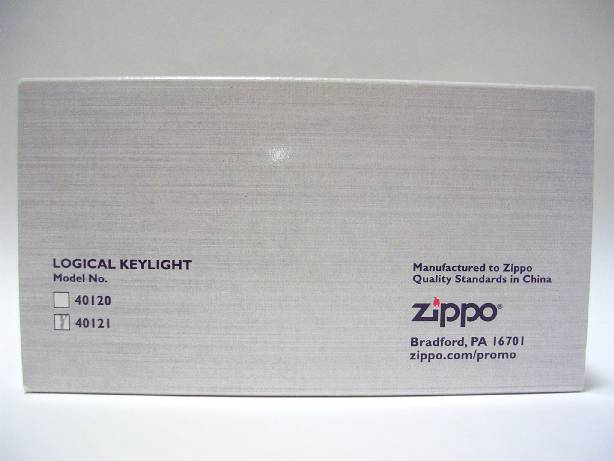 LOGICAL KEYLIGHT
Model No.
40120
40121
Manufactured to Zippo
Quality Standards in China
zippo®
Bradford, PA 16701
zippo.com/promo